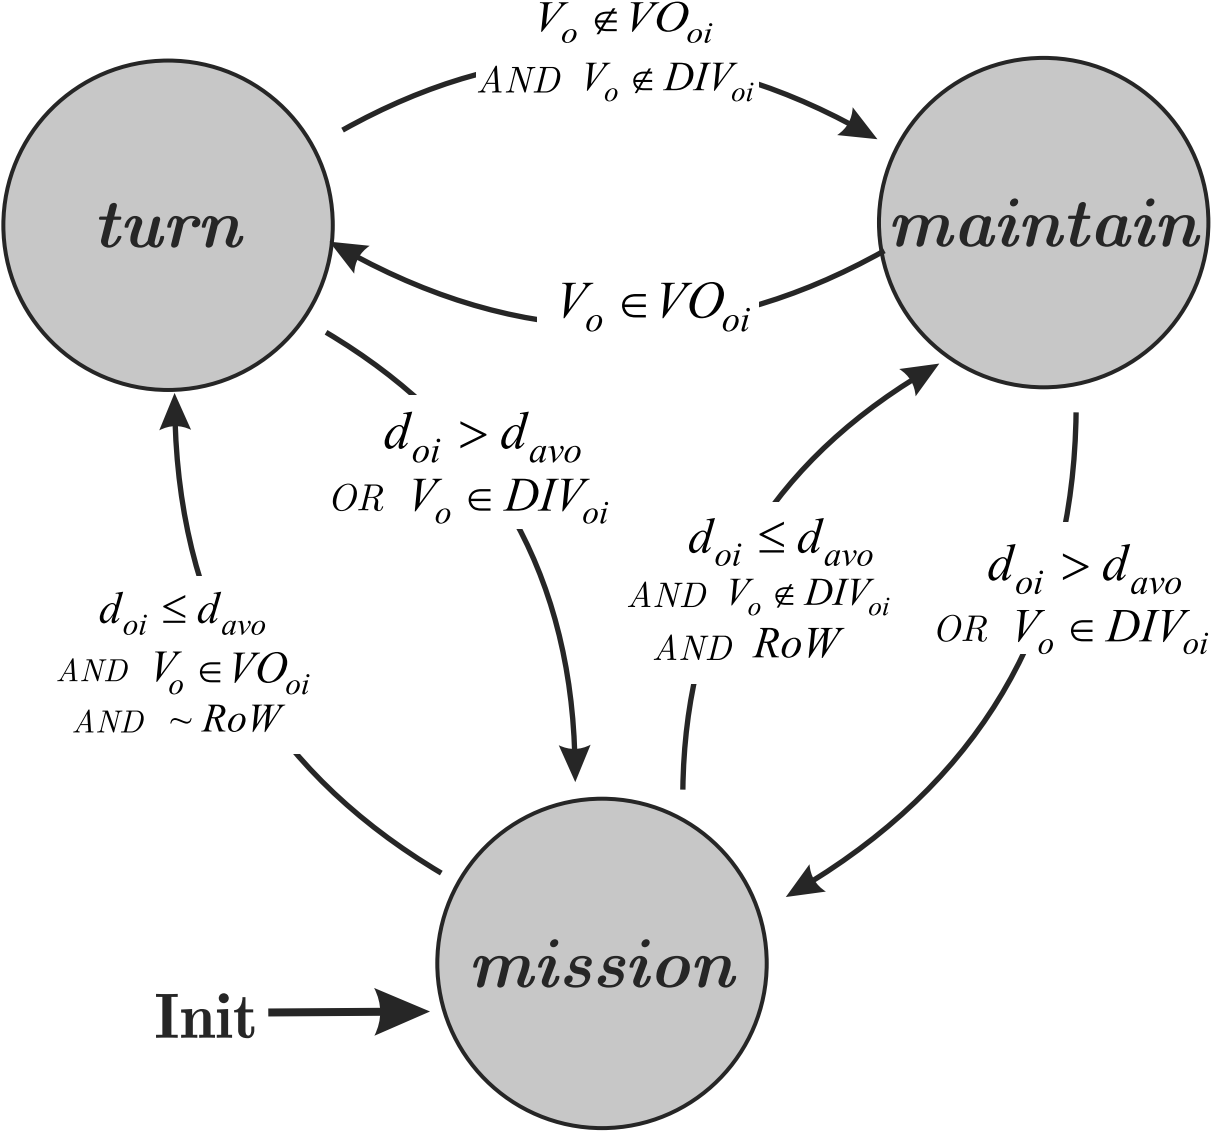 V_o ∉ VO_oi
AND V_o ∉ DIV_oi
turn
maintain
V_o ∈ VO_oi
d_oi > d_avo
OR V_o ∈ DIV_oi
d_oi ≤ d_avo
AND V_o ∉ DIV_oi
AND RoW
d_oi > d_avo
OR V_o ∈ DIV_oi
d_oi ≤ d_avo
AND V_o ∈ VO_oi
AND ~ RoW
mission
Init